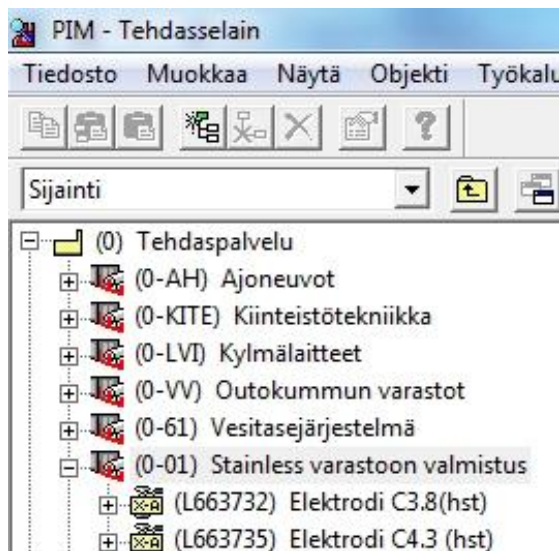 PIM - Tehdasselain
Tiedosto Muokkaa Näytä Objekti Työkalu
Sijainti
(0) Tehdaspalvelu
(0-AH) Ajoneuvot
(0-KITE) Kiinteistötekniikka
(0-LVI) Kylmälaitteet
(0-VV) Outokummun varastot
(0-61) Vesitasejärjestelmä
(0-01) Stainless varastoon valmistus
X-A (L663732) Elektrodi C3.8(hst)
X-A (L663735) Elektrodi C4.3 (hst)